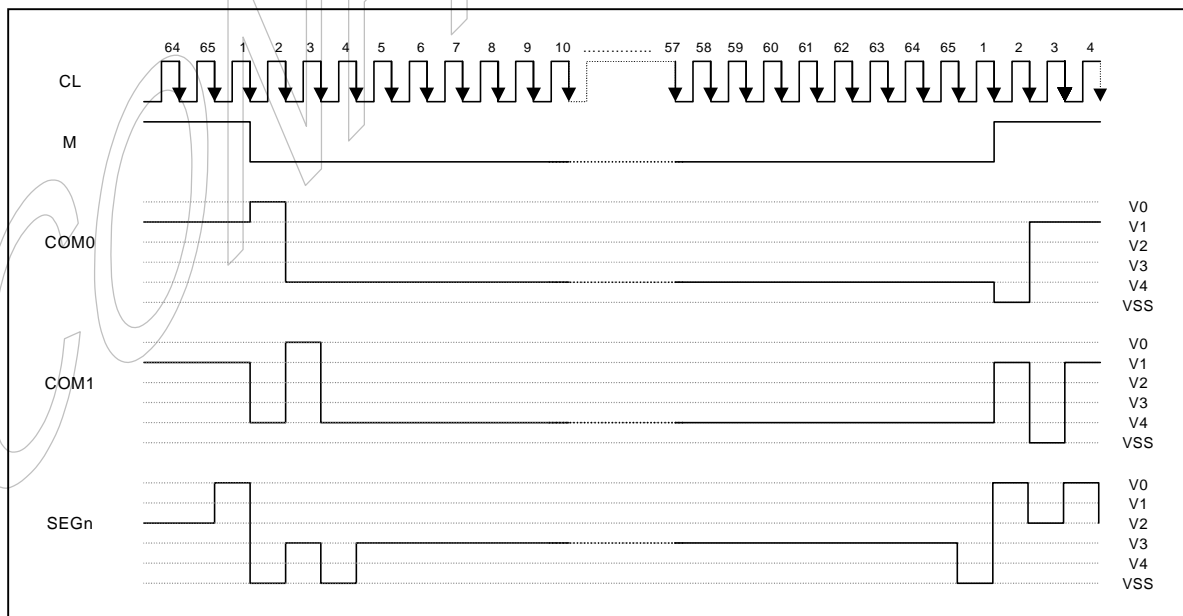 64 65 1 2 3 4 5 6 7 8 9 10 ................ 57 58 59 60 61 62 63 64 65 1 2 3 4
CL
M
V0
V1
COM0
V2
V3
V4
VSS
V0
V1
COM1
V2
V3
V4
VSS
V0
V1
SEGn
V2
V3
V4
VSS